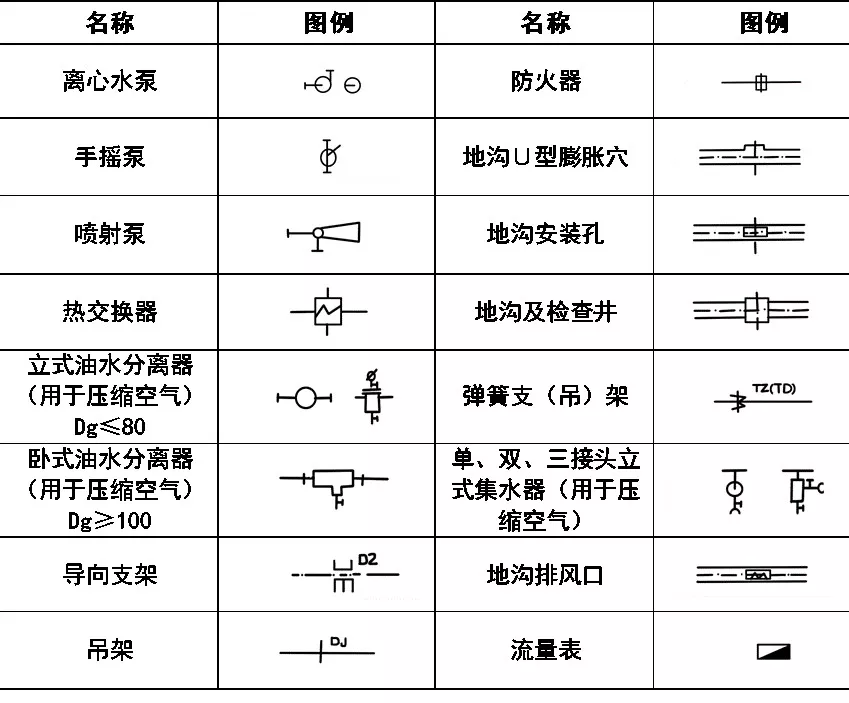 名称 图例 名称 图例
离心水泵 防火器
手摇泵 地沟U型膨胀穴
喷射泵 地沟安装孔
热交换器 地沟及检查井
立式油水分离器
（用于压缩空气）
Dg≤80
弹簧支（吊）架 TZ(TD)
卧式油水分离器
（用于压缩空气）
Dg≥100
单、双、三接头立
式集水器（用于压
缩空气）
导向支架 D2 地沟排风口
吊架 DJ 流量表